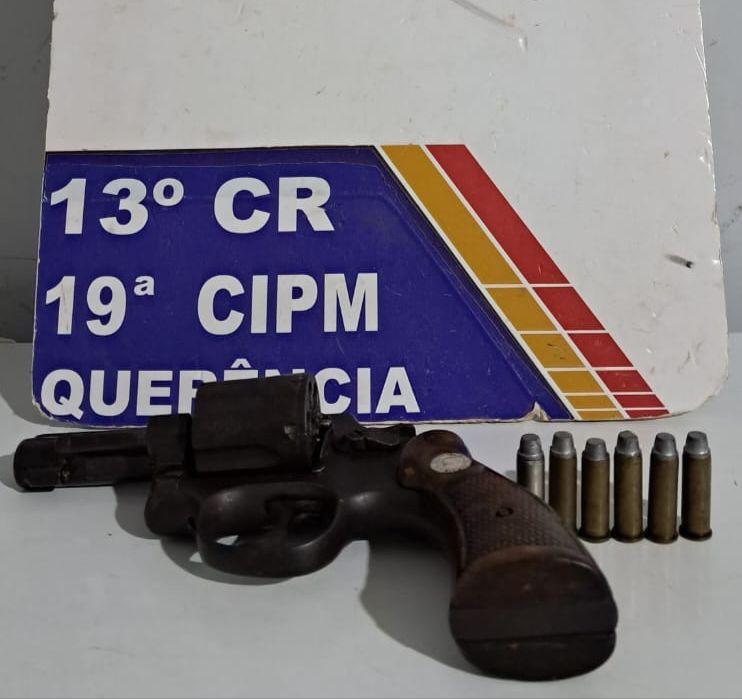 13º CR
19ª CIPM
QUERÊNCIA